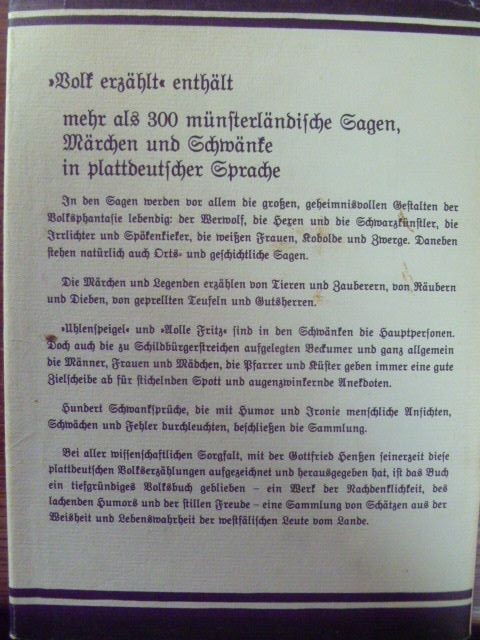 »Volk erzählt« enthält
mehr als 300 münsterländische Sagen,
Märchen und Schwänke
in plattdeutscher Sprache
In den Sagen werden vor allem die großen, geheimnisvollen Gestalten der
Volksphantasie lebendig: der Werwolf, die Hexen und die Schwarzkünstler, die
Irrlichter und Spökenkieker, die weißen Frauen, Kobolde und Zwerge. Daneben
stehen natürlich auch Orts- und geschichtliche Sagen.
Die Märchen und Legenden erzählen von Tieren und Zauberern, von Räubern
und Dieben, von geprellten Teufeln und Gutsherren.
»Uhlenspeigel« und »Aolle Fritz« sind in den Schwänken die Hauptpersonen.
Doch auch die zu Schildbürgerstreichen aufgelegten Beckumer und ganz allgemein
die Männer, Frauen und Mädchen, die Pfarrer und Küster geben immer eine gute
Zielscheibe ab für stichelnden Spott und augenzwinkernde Anekdoten.
Hundert Schwanksprüche, die mit Humor und Ironie menschliche Ansichten,
Schwächen und Fehler durchleuchten, beschließen die Sammlung.
Bei aller wissenschaftlichen Sorgfalt, mit der Gottfried Henßen seinerzeit diese
plattdeutschen Volkserzählungen aufgezeichnet und herausgegeben hat, ist das Buch
ein tiefgründiges Volksbuch geblieben – ein Werk der Nachdenklichkeit, des
lachenden Humors und der stillen Freude – eine Sammlung von Schätzen aus der
Weisheit und Lebenswahrheit der westfälischen Leute vom Lande.